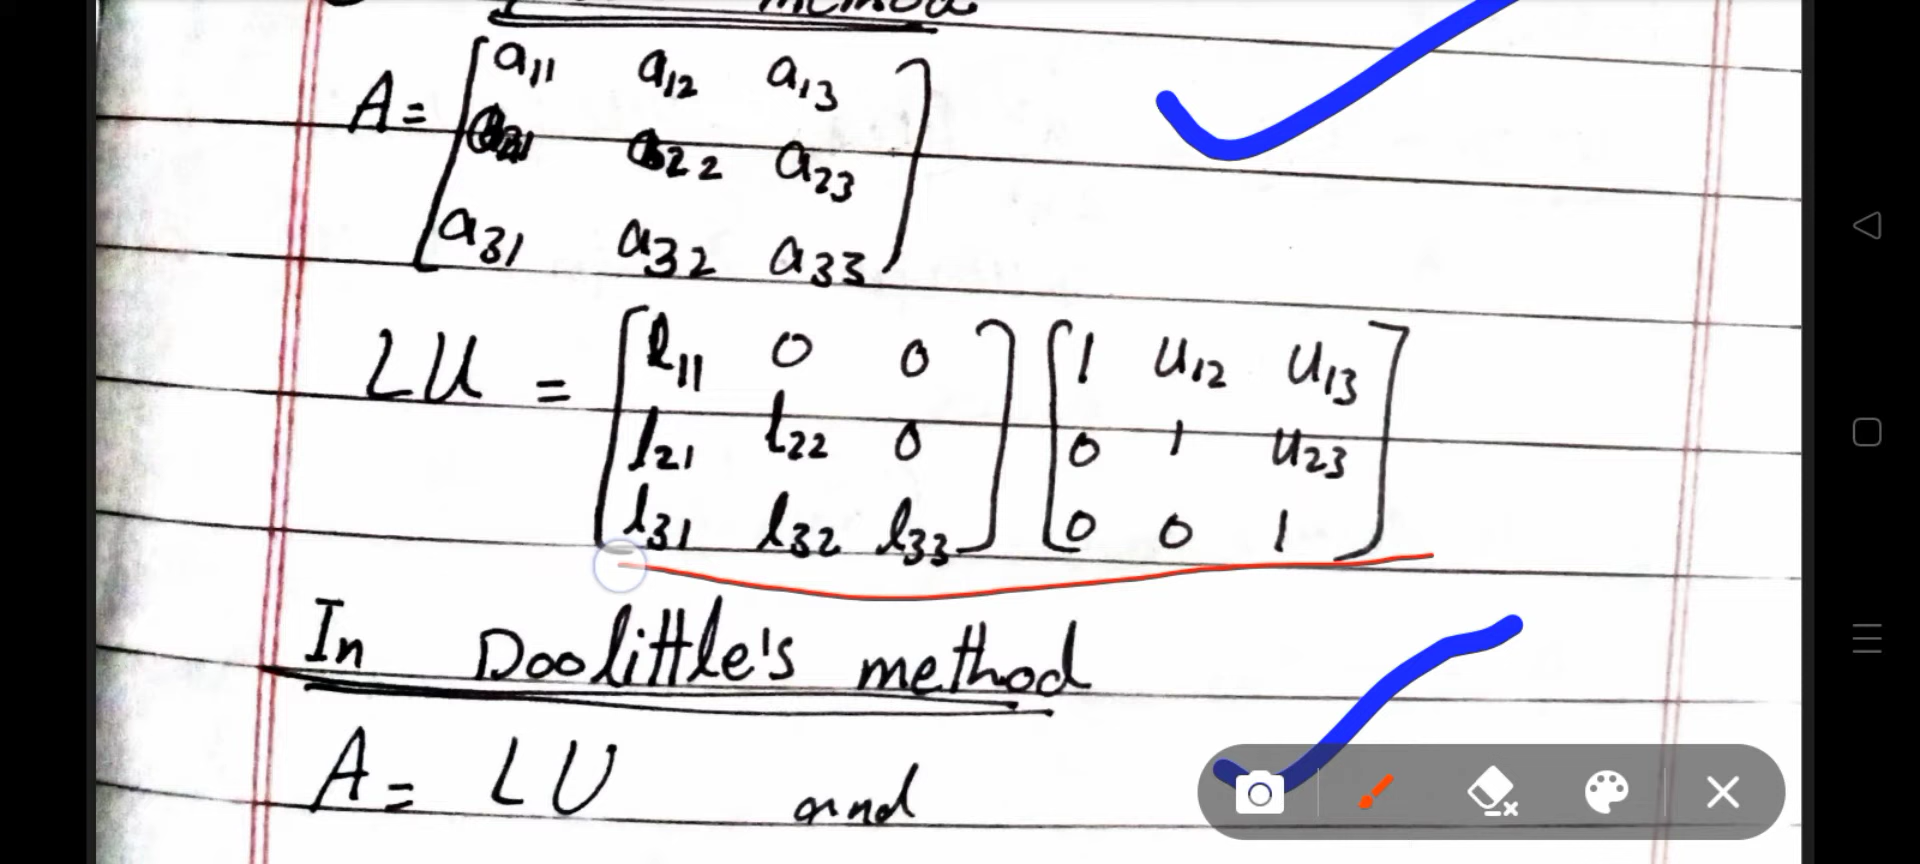 method
A = [ a11 a12 a13
a21 a22 a23
a31 a32 a33 ]
LU = [ l11 0 0 ] [ 1 u12 u13 ]
l21 l22 0 0 1 u23
l31 l32 l33 0 0 1
In Doolittle's method
A = LU and